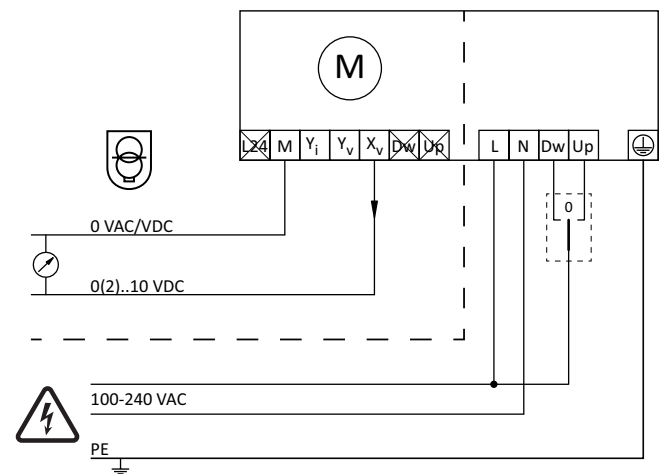 M
L24 M Yi Yv Xv Dw Up L N Dw Up
0
0 VAC/VDC
0(2)..10 VDC
100-240 VAC
PE